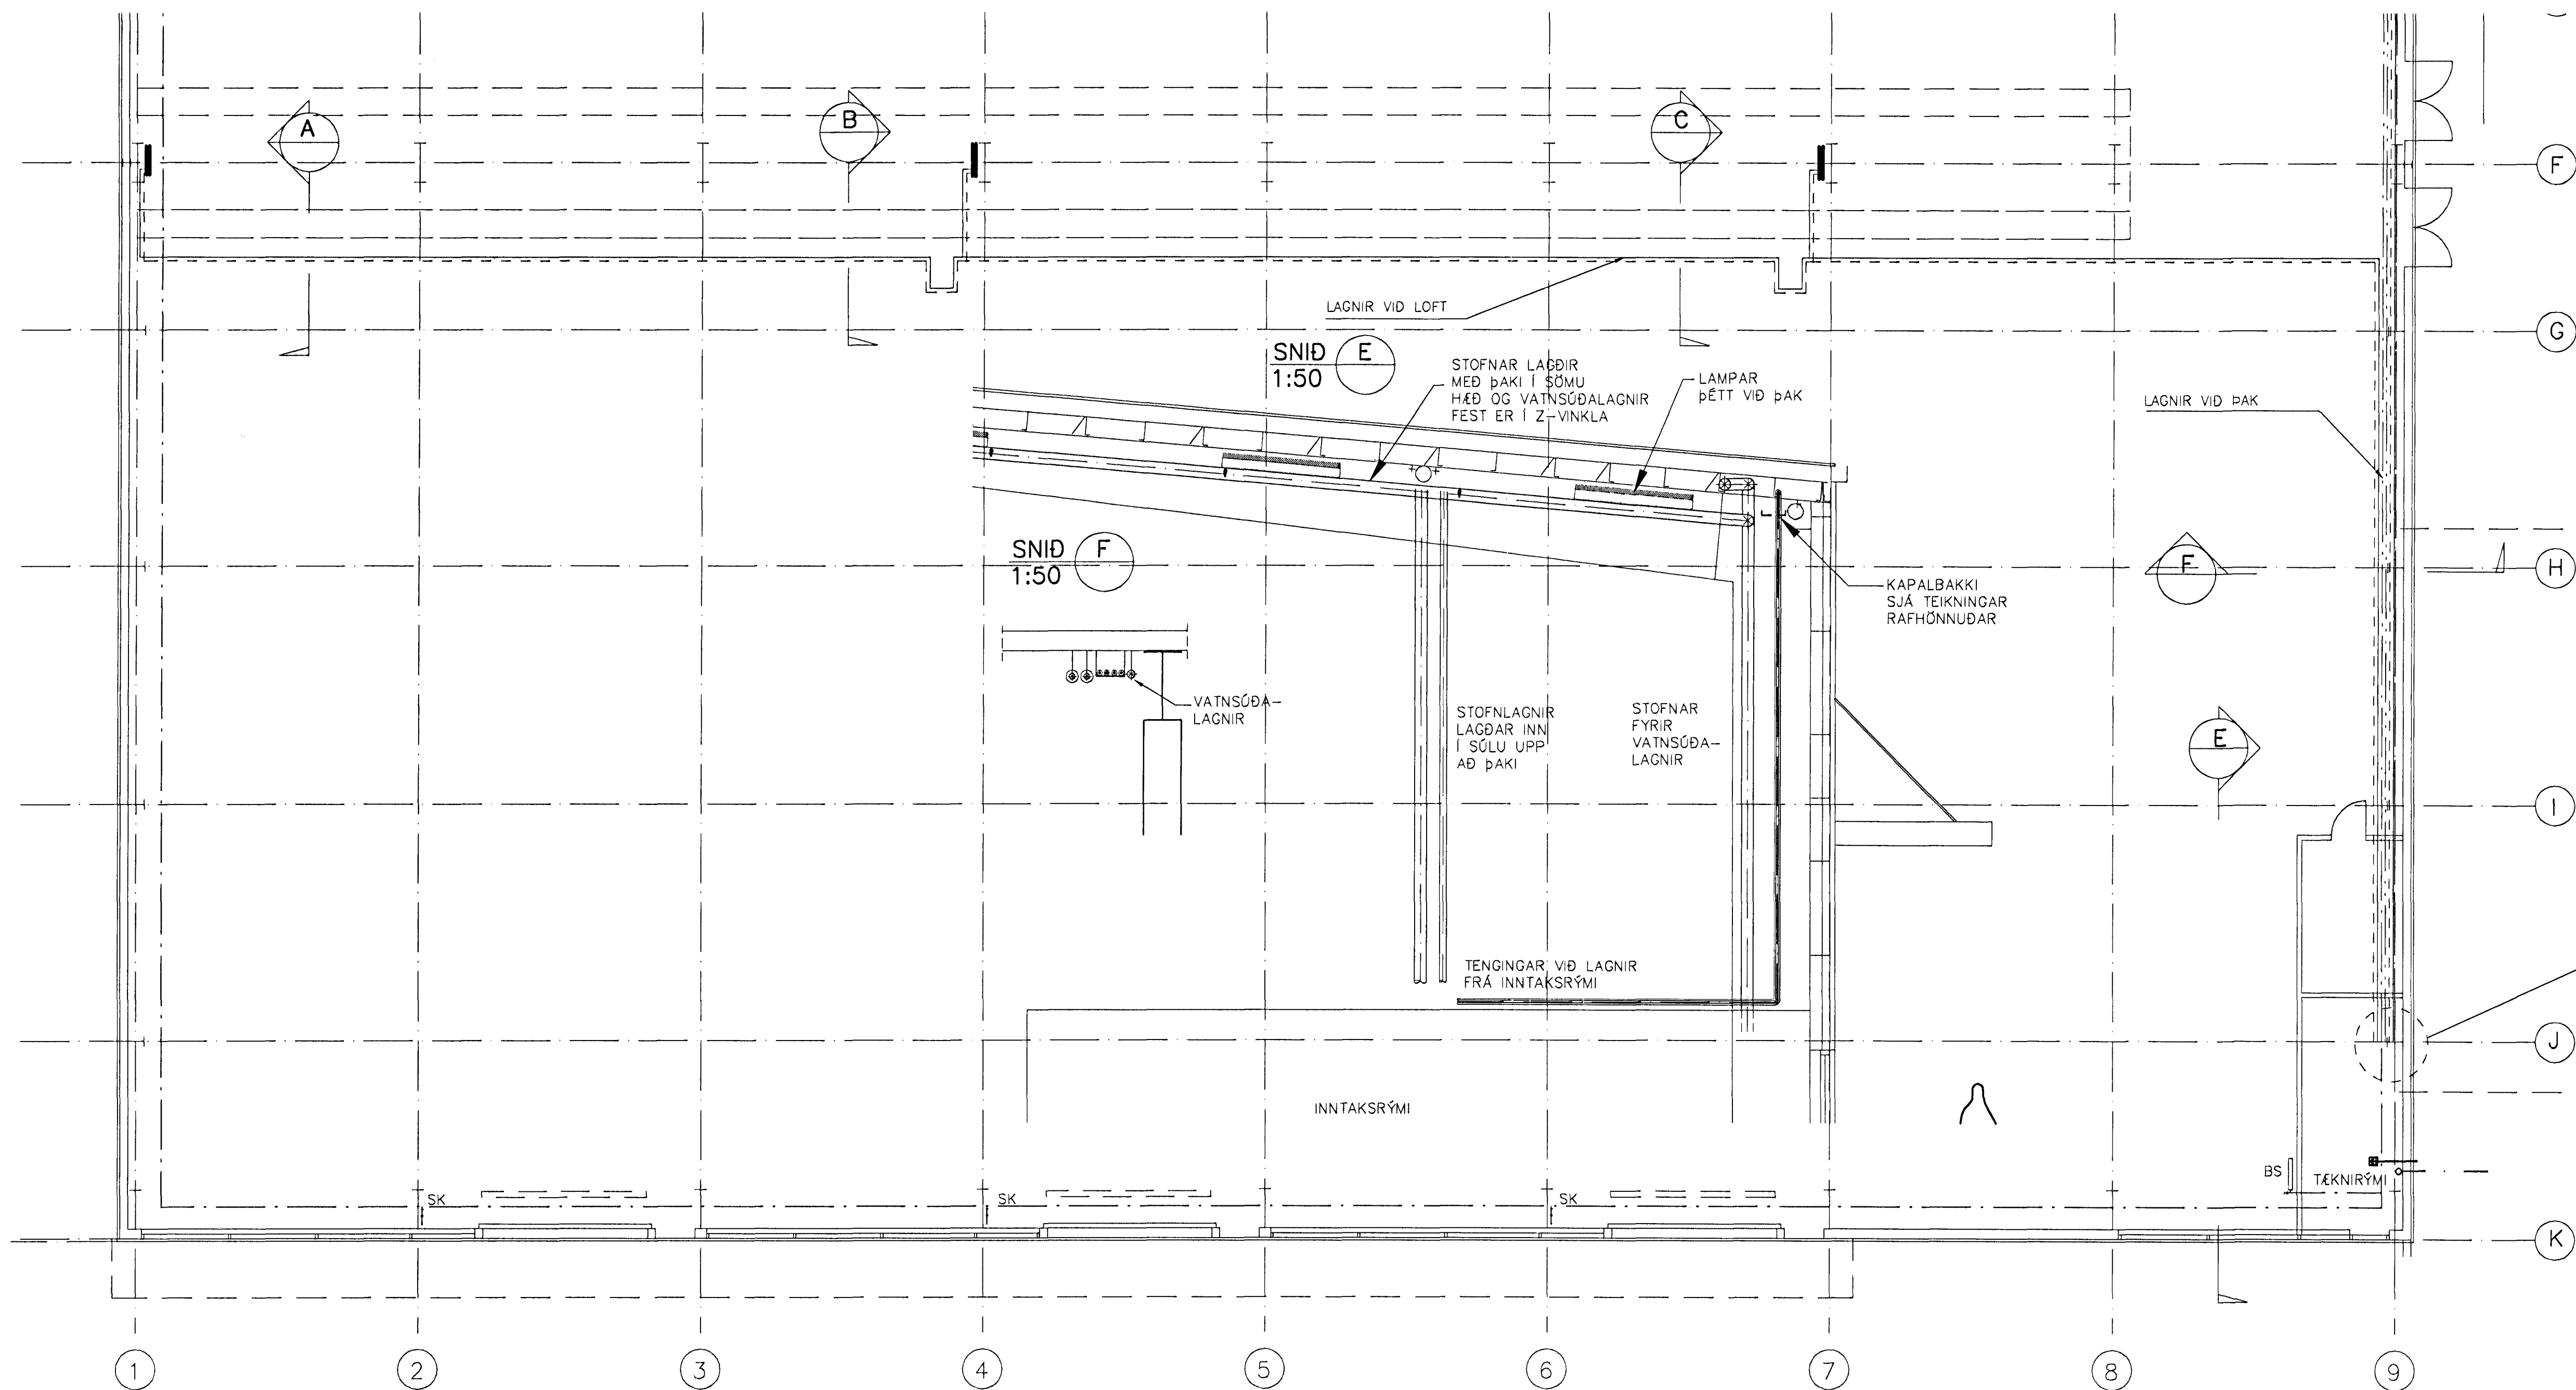 A
B
C
F
LAGNIR VIÐ LOFT
G
SNIÐ E
1:50
STOFNAR LAGÐIR
MEÐ ÞAKI Í SÖMU
HÆÐ OG VATNSÚÐALAGNIR
FEST ER Í Z-VINKLA
LAMPAR
ÞÉTT VIÐ ÞAK
LAGNIR VIÐ ÞAK
SNIÐ F
1:50
F
H
KAPALBAKKI
SJÁ TEIKNINGAR
RAFHÖNNUÐAR
VATNSÚÐA-
LAGNIR
STOFNLAGNIR
LAGÐAR INN
Í SÚLU UPP
AÐ ÞAKI
STOFNAR
FYRIR
VATNSÚÐA-
LAGNIR
E
I
TENGINGAR VIÐ LAGNIR
FRÁ INNTAKSRÝMI
J
INNTAKSRÝMI
BS
TÆKNIRÝMI
SK
SK
SK
K
1
2
3
4
5
6
7
8
9